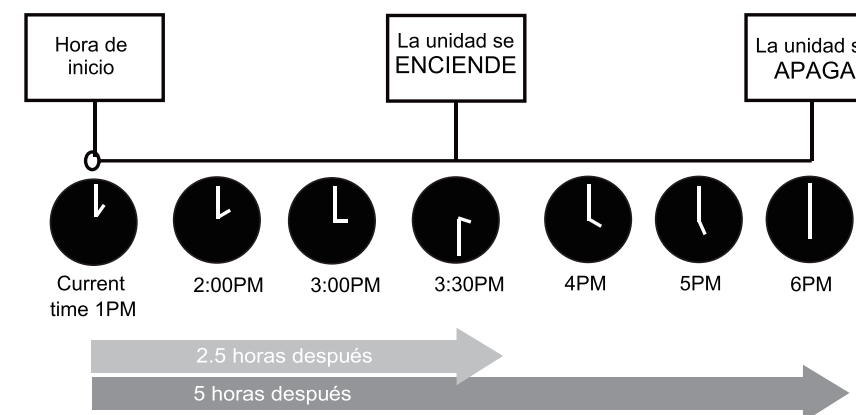 Hora de
inicio
La unidad se
ENCIENDE
La unidad s
APAGA
Current
time 1PM
2:00PM
3:00PM
3:30PM
4PM
5PM
6PM
2.5 horas después
5 horas después